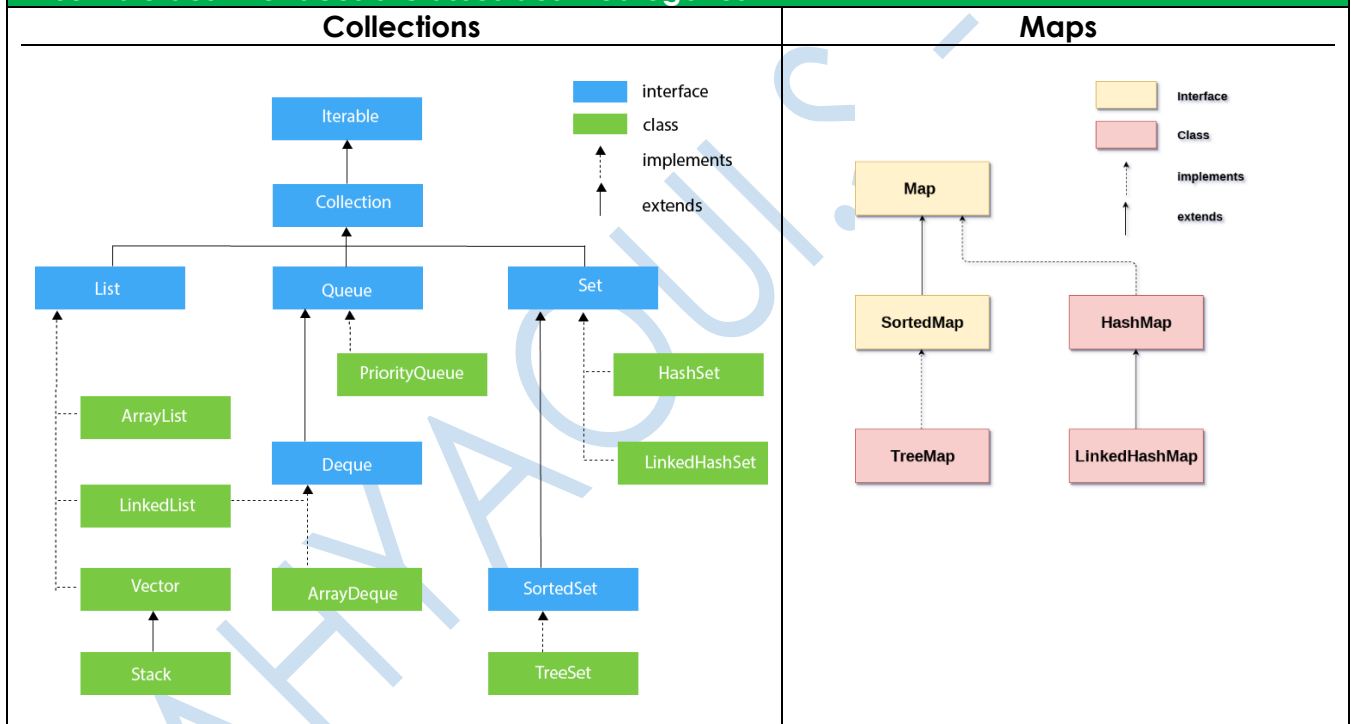 Collections
Maps
interface
class
implements
extends
Iterable
Collection
List
Queue
Set
PriorityQueue
HashSet
ArrayList
Deque
LinkedHashSet
LinkedList
Vector
ArrayDeque
SortedSet
Stack
TreeSet
Interface
Class
implements
extends
Map
SortedMap
HashMap
TreeMap
LinkedHashMap